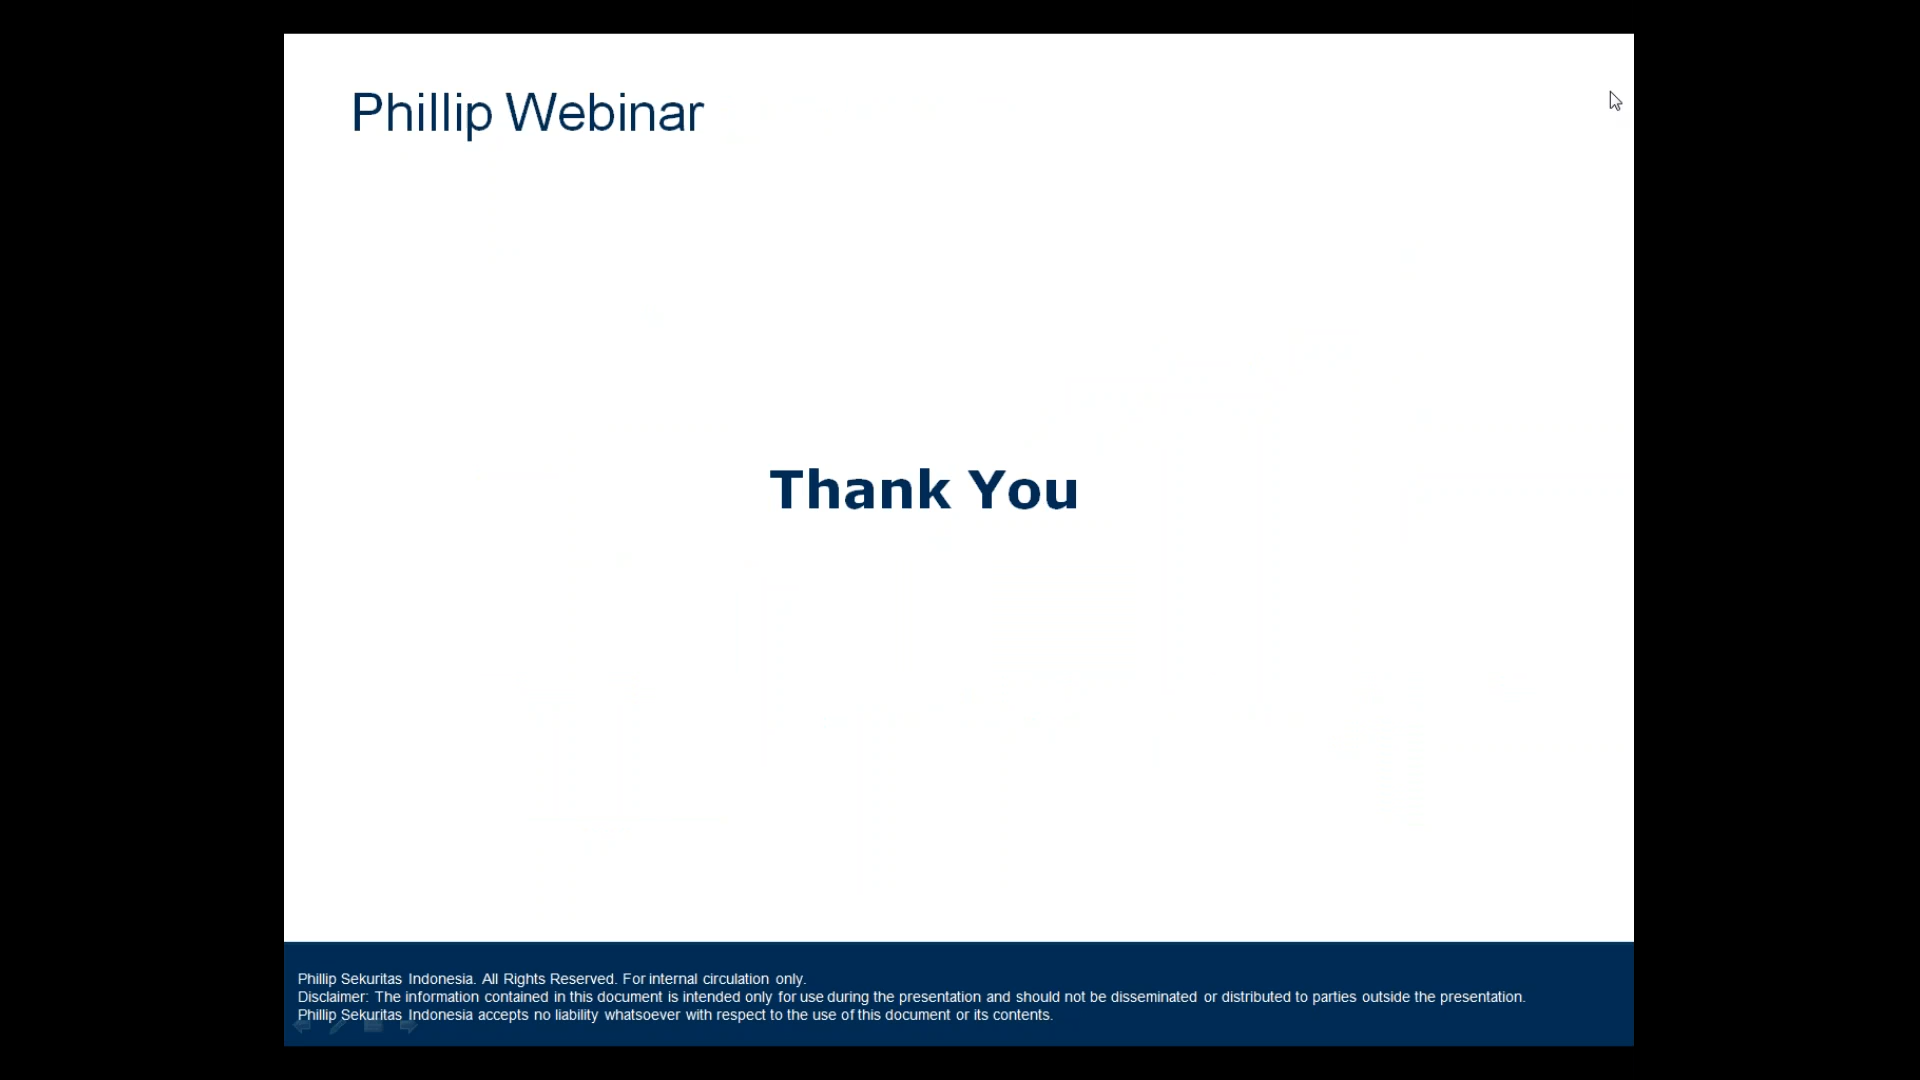 Phillip Webinar
Thank You
Phillip Sekuritas Indonesia. All Rights Reserved. For internal circulation only.
Disclaimer: The information contained in this document is intended only for use during the presentation and should not be disseminated or distributed to parties outside the presentation.
Phillip Sekuritas Indonesia accepts no liability whatsoever with respect to the use of this document or its contents.